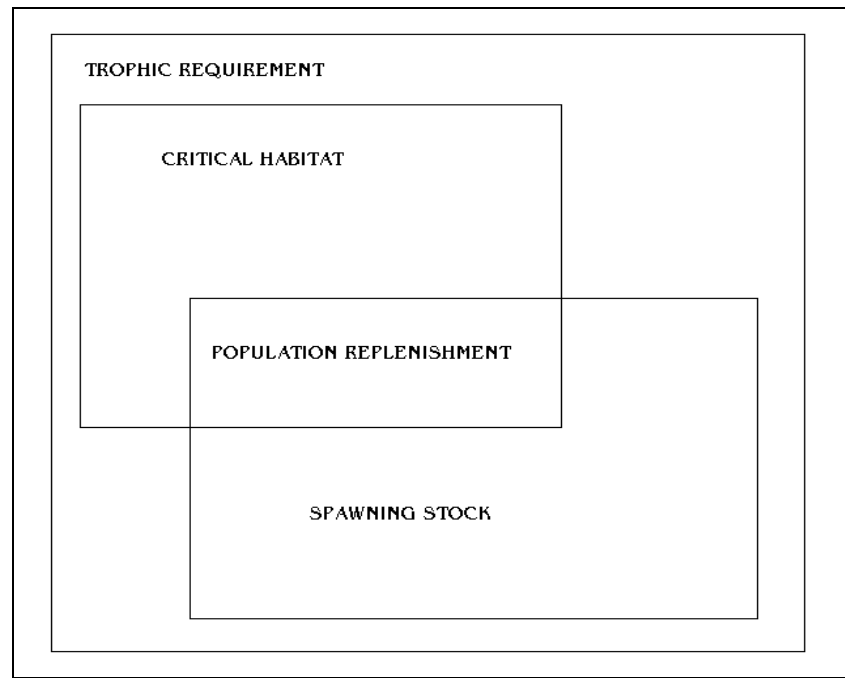 TROPHIC REQUIREMENT
CRITICAL HABITAT
POPULATION REPLENISHMENT
SPAWNING STOCK